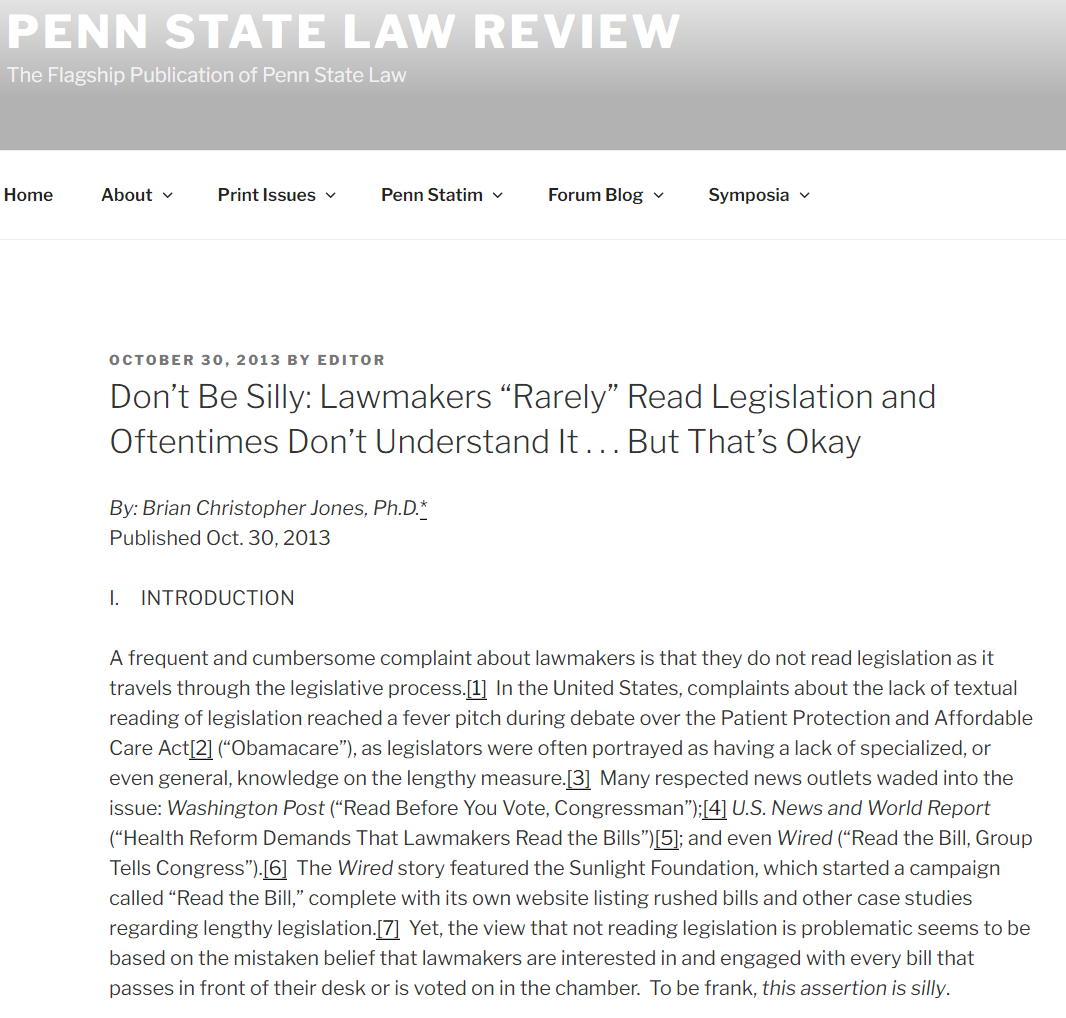 PENN STATE LAW REVIEW
The Flagship Publication of Penn State Law
Home About Print Issues Penn Statim Forum Blog Symposia
OCTOBER 30, 2013 BY EDITOR
Don’t Be Silly: Lawmakers “Rarely” Read Legislation and
Oftentimes Don’t Understand It . . . But That’s Okay
By: Brian Christopher Jones, Ph.D.*
Published Oct. 30, 2013
I. INTRODUCTION
A frequent and cumbersome complaint about lawmakers is that they do not read legislation as it
travels through the legislative process.[1] In the United States, complaints about the lack of textual
reading of legislation reached a fever pitch during debate over the Patient Protection and Affordable
Care Act[2] (“Obamacare”), as legislators were often portrayed as having a lack of specialized, or
even general, knowledge on the lengthy measure.[3] Many respected news outlets waded into the
issue: Washington Post (“Read Before You Vote, Congressman”);[4] U.S. News and World Report
(“Health Reform Demands That Lawmakers Read the Bills”)[5]; and even Wired (“Read the Bill, Group
Tells Congress”).[6] The Wired story featured the Sunlight Foundation, which started a campaign
called “Read the Bill,” complete with its own website listing rushed bills and other case studies
regarding lengthy legislation.[7] Yet, the view that not reading legislation is problematic seems to be
based on the mistaken belief that lawmakers are interested in and engaged with every bill that
passes in front of their desk or is voted on in the chamber. To be frank, this assertion is silly.